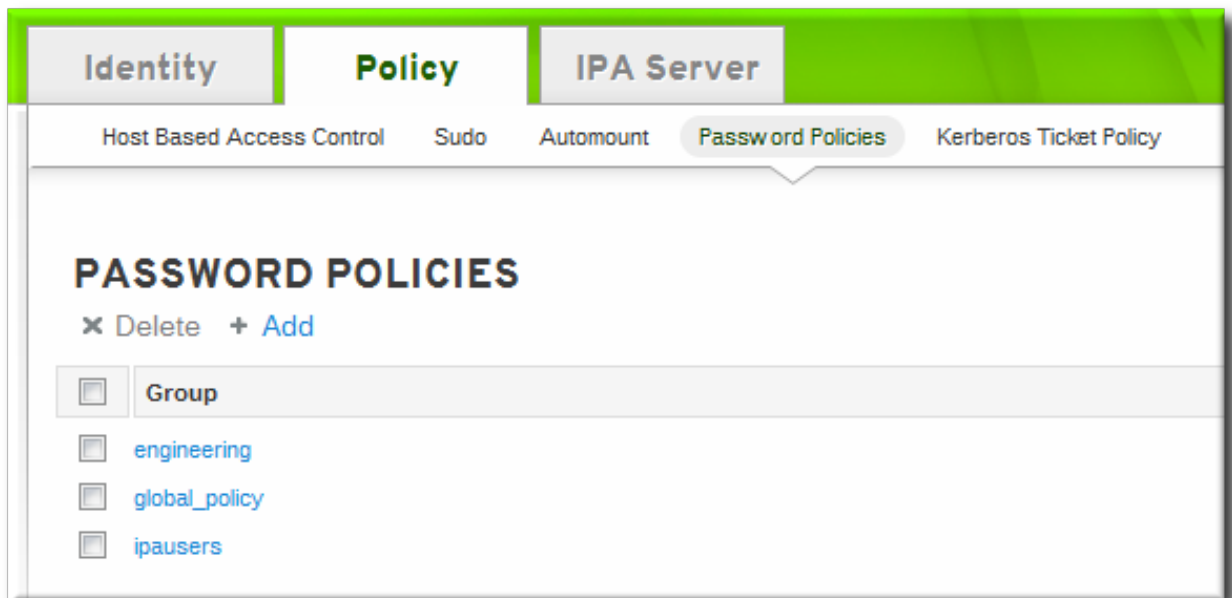 Identity Policy IPA Server
Host Based Access Control Sudo Automount Password Policies Kerberos Ticket Policy
PASSWORD POLICIES
Delete + Add
Group
engineering
global_policy
ipausers